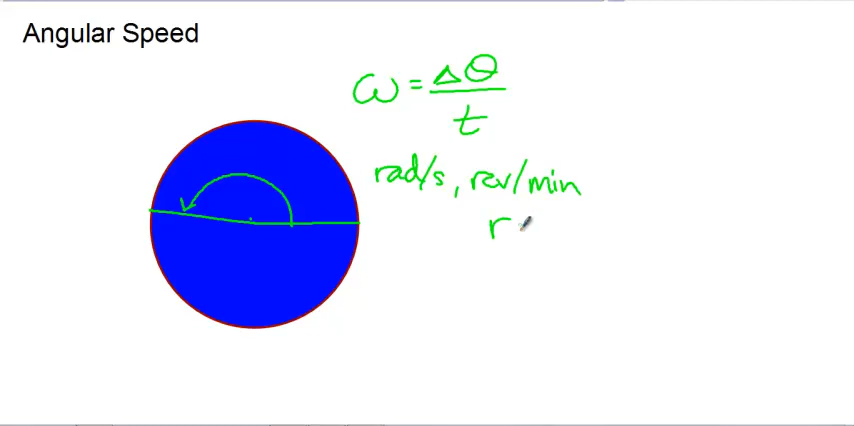 Angular Speed
ω = Δθ / t
rad/s, rev/min
r